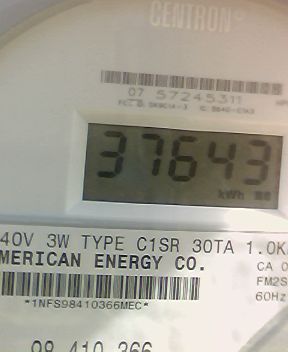 CENTRON®
07 57245311
37643
kWh
40V 3W TYPE C1SR 30TA 1.0K
MERICAN ENERGY CO.
CA 0
FM2S
*1NFS98410366MEC*
60Hz
98 410 366